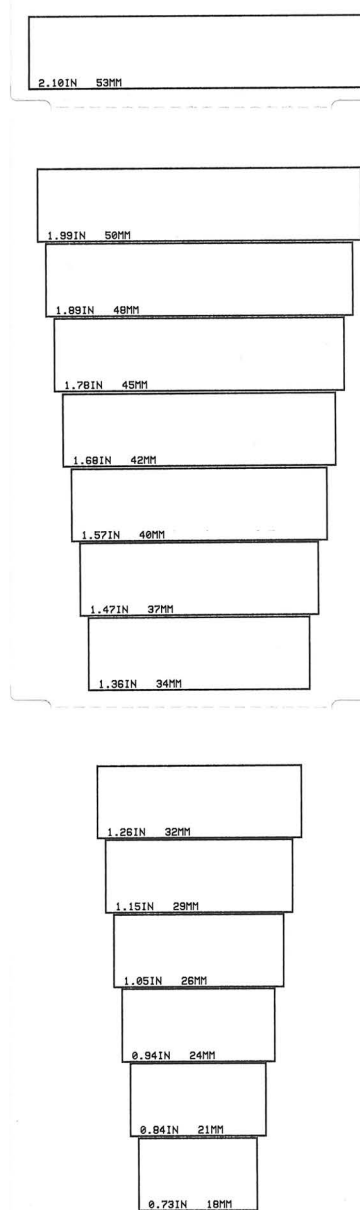 2.10IN 53MM
1.99IN 50MM
1.89IN 48MM
1.78IN 45MM
1.68IN 42MM
1.57IN 40MM
1.47IN 37MM
1.36IN 34MM
1.26IN 32MM
1.15IN 29MM
1.05IN 26MM
0.94IN 24MM
0.84IN 21MM
0.73IN 18MM